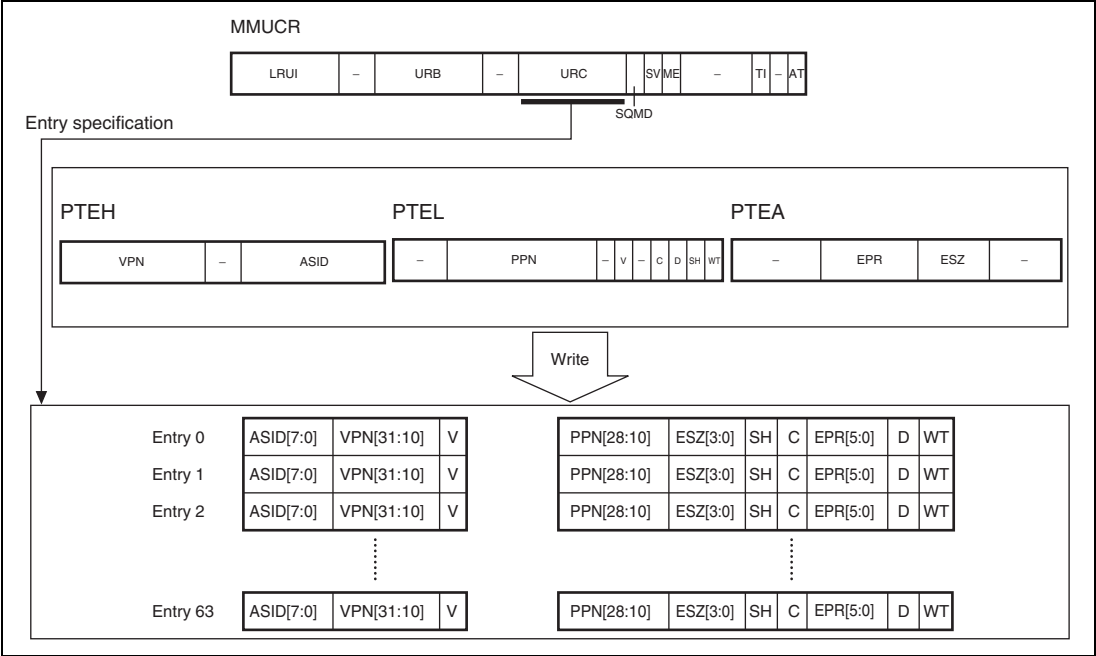 MMUCR
LRUI – URB – URC SV ME – TI – AT
SQMD
Entry specification
PTEH PTEL PTEA
VPN – ASID – PPN – V – C D SH WT – EPR ESZ –
Write
Entry 0 ASID[7:0] VPN[31:10] V PPN[28:10] ESZ[3:0] SH C EPR[5:0] D WT
Entry 1 ASID[7:0] VPN[31:10] V PPN[28:10] ESZ[3:0] SH C EPR[5:0] D WT
Entry 2 ASID[7:0] VPN[31:10] V PPN[28:10] ESZ[3:0] SH C EPR[5:0] D WT
Entry 63 ASID[7:0] VPN[31:10] V PPN[28:10] ESZ[3:0] SH C EPR[5:0] D WT